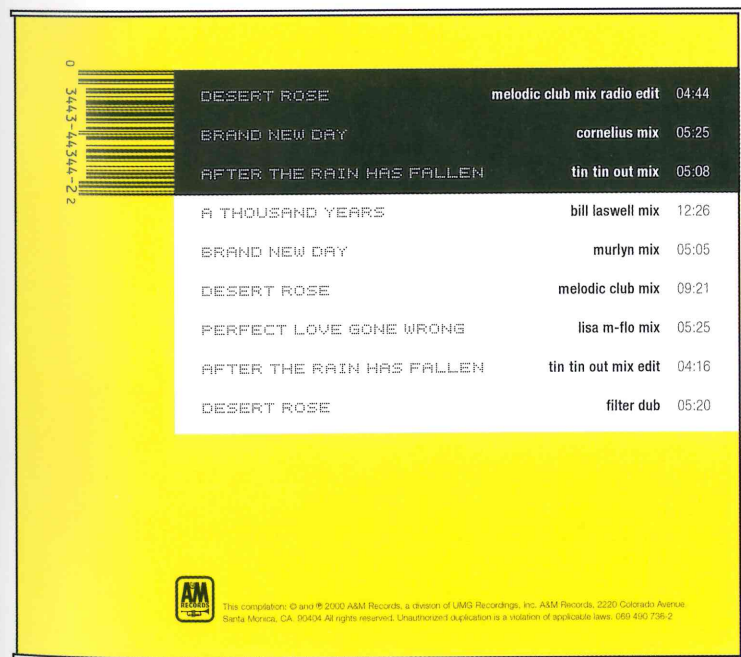 0 3443-44344-2 2
DESERT ROSE melodic club mix radio edit 04:44
BRAND NEW DAY cornelius mix 05:25
AFTER THE RAIN HAS FALLEN tin tin out mix 05:08
A THOUSAND YEARS bill laswell mix 12:26
BRAND NEW DAY murlyn mix 05:05
DESERT ROSE melodic club mix 09:21
PERFECT LOVE GONE WRONG lisa m-flo mix 05:25
AFTER THE RAIN HAS FALLEN tin tin out mix edit 04:16
DESERT ROSE filter dub 05:20
A&M
RECORDS
This compilation: © and ℗ 2000 A&M Records, a division of UMG Recordings, Inc. A&M Records, 2220 Colorado Avenue.
Santa Monica, CA. 90404 All rights reserved. Unauthorized duplication is a violation of applicable laws. 069 490 736-2